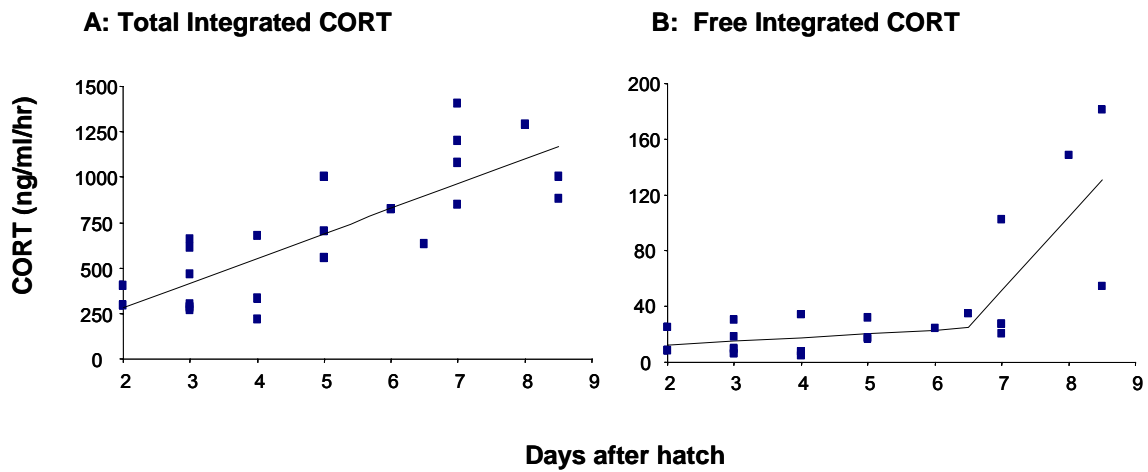 A: Total Integrated CORT
B: Free Integrated CORT
CORT (ng/ml/hr)
1500
1250
1000
750
500
250
0
2 3 4 5 6 7 8 9
200
160
120
80
40
0
2 3 4 5 6 7 8 9
Days after hatch